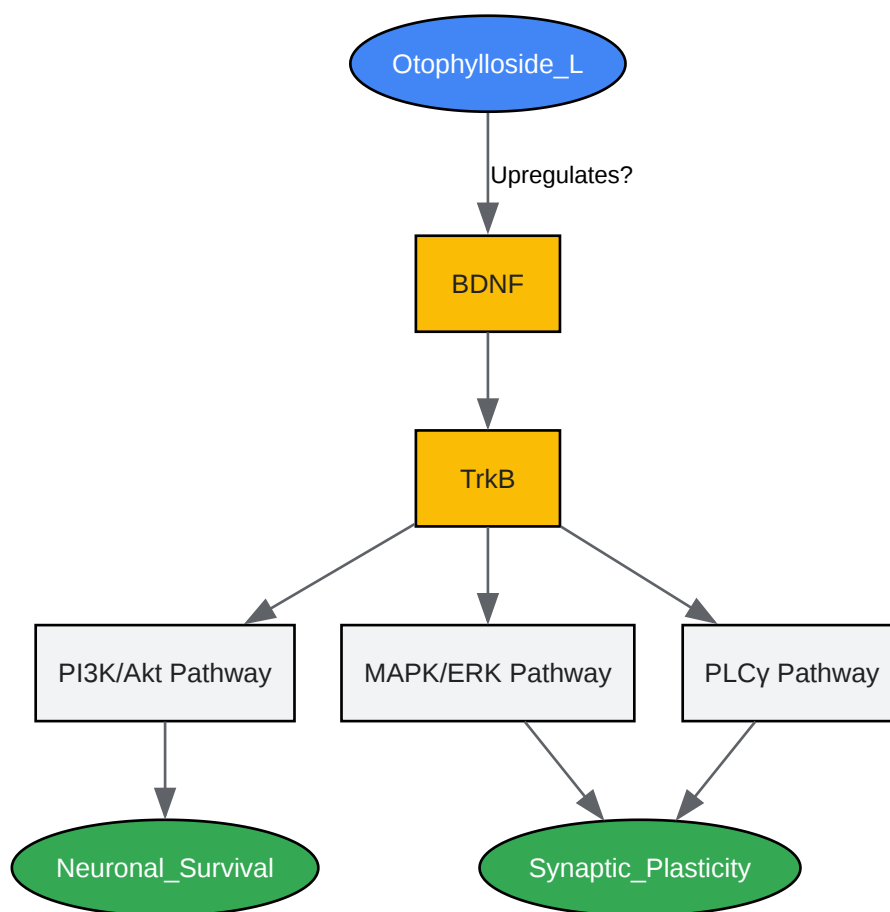 Otophylloside_L
Upregulates?
BDNF
TrkB
PI3K/Akt Pathway
MAPK/ERK Pathway
PLCγ Pathway
Neuronal_Survival
Synaptic_Plasticity